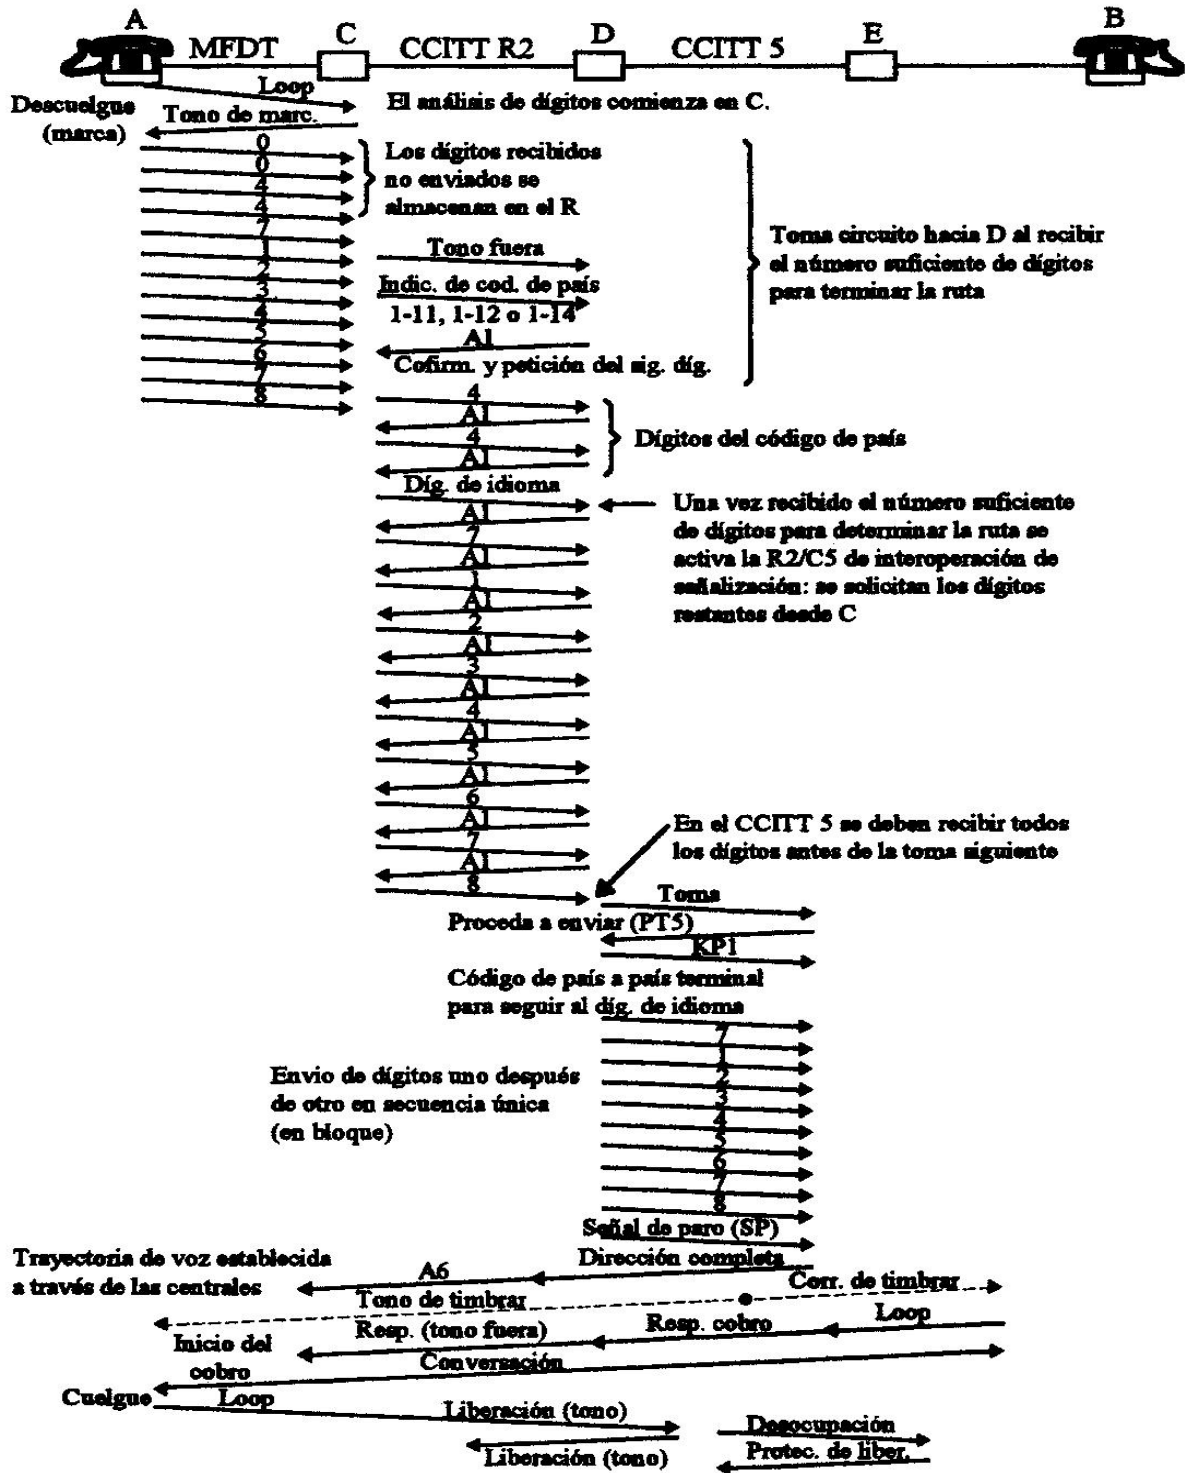 A
C
D
E
B
MFDT
CCITT R2
CCITT 5
Descuelgue
(marca)
Loop
Tono de marc.
El análisis de dígitos comienza en C.
0
0
4
4
7
1
2
3
4
5
6
7
8
Los dígitos recibidos
no enviados se
almacenan en el R
Tono fuera
Indic. de cod. de país
1-11, 1-12 o 1-14
A1
Cofirm. y petición del sig. díg.
Toma circuito hacia D al recibir
el número suficiente de dígitos
para terminar la ruta
4
A1
4
A1
Dígitos del código de país
Díg. de idioma
A1
7
A1
1
A1
2
A1
3
A1
4
A1
5
A1
6
A1
7
A1
8
Una vez recibido el número suficiente
de dígitos para determinar la ruta se
activa la R2/C5 de interoperación de
señalización: se solicitan los dígitos
restantes desde C
En el CCITT 5 se deben recibir todos
los dígitos antes de la toma siguiente
Toma
Proceda a enviar (PT5)
KP1
Código de país a país terminal
para seguir al díg. de idioma
7
1
2
3
4
5
6
7
8
Envio de dígitos uno después
de otro en secuencia única
(en bloque)
Señal de paro (SP)
Dirección completa
Trayectoria de voz establecida
a través de las centrales
A6
Corr. de timbrar
Tono de timbrar
Loop
Resp. cobro
Resp. (tono fuera)
Inicio del
cobro
Conversación
Cuelgue
Loop
Liberación (tono)
Desocupación
Liberación (tono)
Protec. de liber.